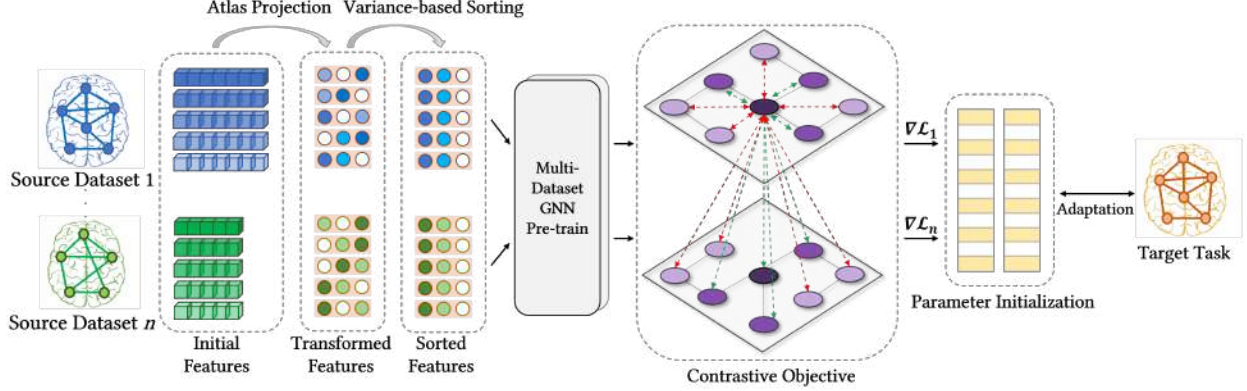 Atlas Projection
Variance-based Sorting
Source Dataset 1
Source Dataset n
Initial
Features
Transformed
Features
Sorted
Features
Multi-
Dataset
GNN
Pre-train
Contrastive Objective
∇ℒ₁
∇ℒₙ
Parameter Initialization
Adaptation
Target Task